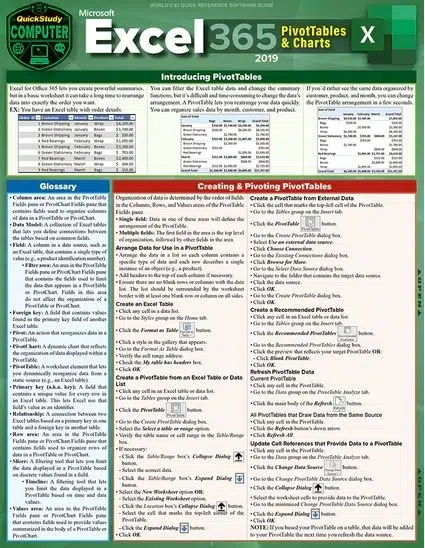 WORLD'S #1 QUICK REFERENCE SOFTWARE GUIDE
QuickStudy
COMPUTER
Microsoft
Excel 365
2019
PivotTables
& Charts
X
Introducing PivotTables
Excel for Office 365 lets you create powerful summaries,
but in a basic worksheet it can take a long time to rearrange
data into exactly the order you want.
EX: You have an Excel table with order details.
You can filter the Excel table data and change the summary
functions, but it's difficult and time-consuming to change the data's
arrangement. A PivotTable lets you rearrange your data quickly.
You can organize sales data by month, customer, and product.
If you'd rather see the same data organized by
customer, product, and month, you can change
the PivotTable arrangement in a few seconds.
Glossary
• Column area: An area in the PivotTable
Fields pane or PivotChart Fields pane that
contains fields used to organize columns
of data in a PivotTable or PivotChart.
• Data Model: A collection of Excel tables
that lets you define connections between
the tables based on common fields.
• Field: A column in a data source, such as
an Excel table, that contains a single type of
value (e.g., a product identification number).
• Filter area: An area in the PivotTable
Fields pane or PivotChart Fields pane
that contains the fields used to limit
the data that appears in a PivotTable
or PivotChart. Fields in this area do
not affect the organization of a
PivotTable or PivotChart.
• Foreign key: A field that contains values
found in the primary key field of another
Excel table.
• Pivot: An action that reorganizes data in a
PivotTable.
• PivotChart: A dynamic chart that reflects
the organization of data displayed within a
PivotTable.
• PivotTable: A worksheet element that lets
you dynamically reorganize data from a
static source (e.g., an Excel table).
• Primary key (a.k.a. key): A field that
contains a unique value for every row in
an Excel table. This lets Excel use that
field's value as an identifier.
• Relationship: A connection between two
Excel tables based on a primary key in one
table and a foreign key in another table.
• Row area: An area in the PivotTable
Fields pane or PivotChart Fields pane that
contains fields used to organize rows of
data in a PivotTable or PivotChart.
• Slicer: A filtering tool that lets you limit
the data displayed in a PivotTable based
on discrete values found in a field.
• Timeline: A filtering tool that lets
you limit the data displayed in a
PivotTable based on time and date
values.
• Values area: An area in the PivotTable
Fields pane or PivotChart Fields pane
that contains fields used to provide values
summarized in the body of a PivotTable
or PivotChart.
Creating & Pivoting PivotTables
Organization of data is determined by the order of fields
in the Columns, Rows, and Values areas of the PivotTable
Fields pane.
• Single field: Data in one of these areas will define the
arrangement of the PivotTable.
• Multiple fields: The first field in the area is the top level
of organization, followed by other fields in the area.
Arrange Data for Use in a PivotTable
• Arrange the data in a list so each column contains a
specific type of data and each row describes a single
instance of an object (e.g., a product).
• Add headers to the top of each column if necessary.
• Ensure there are no blank rows or columns with the data
list. The list should be surrounded by the worksheet
border with at least one blank row or column on all sides.
Create an Excel Table
• Click any cell in a data list.
• Go to the Styles group on the Home tab.
• Click the Format as Table button.
• Click a style in the gallery that appears.
• Go to the Format As Table dialog box.
• Verify the cell range address.
• Check the My table has headers box.
• Click OK.
Create a PivotTable from an Excel Table or Data
List
• Click any cell in an Excel table or data list.
• Go to the Tables group on the Insert tab.
• Click the PivotTable button.
• Go to the Create PivotTable dialog box.
• Select the Select a table or range option.
• Verify the table name or cell range in the Table/Range
box.
• If necessary:
• Click the Table/Range box's Collapse Dialog button.
• Select the correct data.
• Click the Table/Range box's Expand Dialog button.
• Select the New Worksheet option OR:
• Select the Existing Worksheet option.
• Click the Location box's Collapse Dialog button.
• Select the cell that marks the top-left corner of the
PivotTable.
• Click the Expand Dialog button.
• Click OK.
Create a PivotTable from External Data
• Click the cell that marks the top-left cell of the PivotTable.
• Go to the Tables group on the Insert tab.
• Click the PivotTable button.
• Go to the Create PivotTable dialog box.
• Select Use an external data source.
• Click Choose Connection.
• Go to the Existing Connections dialog box.
• Click Browse for More.
• Go to the Select Data Source dialog box.
• Navigate to the folder that contains the target data source.
• Click the data source.
• Click OK.
• Go to the Create PivotTable dialog box.
• Click OK.
Create a Recommended PivotTable
• Click any cell in an Excel table or data list.
• Go to the Tables group on the Insert tab.
• Click the Recommended PivotTables button.
• Go to the Recommended PivotTables dialog box.
• Click the preview that reflects your target PivotTable OR:
• Click Blank PivotTable.
• Click OK.
Refresh PivotTable Data
Current PivotTable
• Click any cell in the PivotTable.
• Go to the Data group on the PivotTable Analyze tab.
• Click the main body of the Refresh button.
All PivotTables that Draw Data from the Same Source
• Click any cell in the PivotTable.
• Click the Refresh button's down arrow.
• Click Refresh All.
Update Cell References that Provide Data to a PivotTable
• Click any cell in the PivotTable.
• Go to the Data group on the PivotTable Analyze tab.
• Click the Change Data Source button.
• Go to the Change PivotTable Data Source dialog box.
• Click the Collapse Dialog button.
• Select the worksheet cells to provide data to the PivotTable.
• Go to the minimized Change PivotTable Data Source dialog box.
• Click the Expand Dialog button.
• Click OK.
NOTE: If you based your PivotTable on a table, that data will be added
to your PivotTable the next time you refresh the data source.